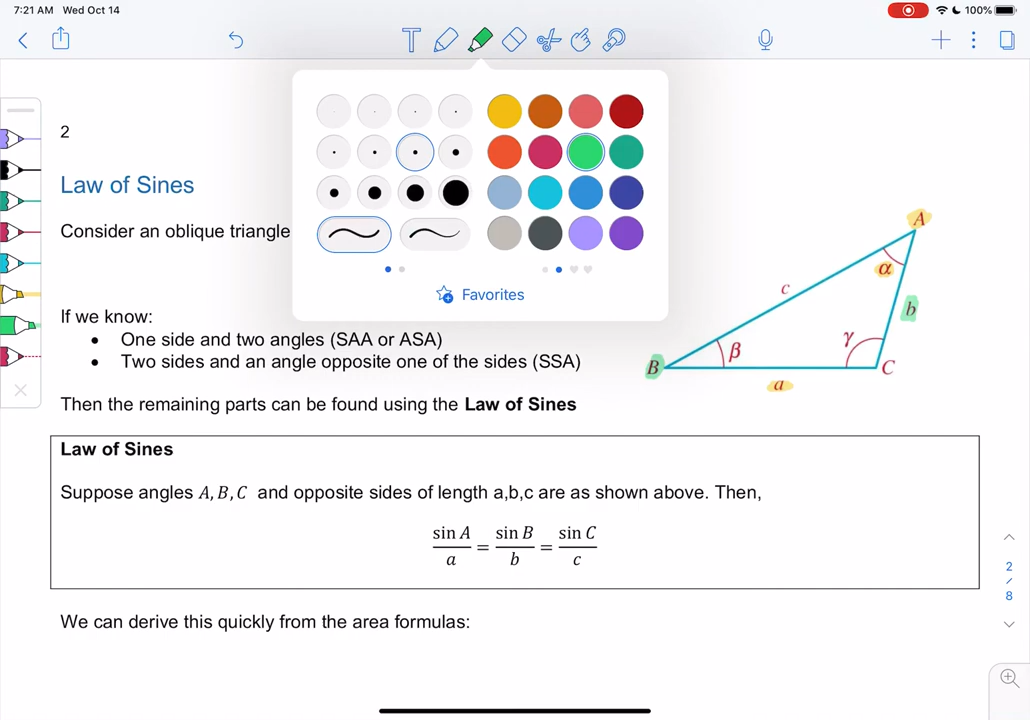 7:21 AM Wed Oct 14 100%
T
2
Law of Sines
Consider an oblique triangle
Favorites
A
α
c
b
β
γ
B
C
a
If we know:
• One side and two angles (SAA or ASA)
• Two sides and an angle opposite one of the sides (SSA)
Then the remaining parts can be found using the Law of Sines
Law of Sines
Suppose angles A, B, C and opposite sides of length a,b,c are as shown above. Then,
sin A / a = sin B / b = sin C / c
2 / 8
We can derive this quickly from the area formulas: